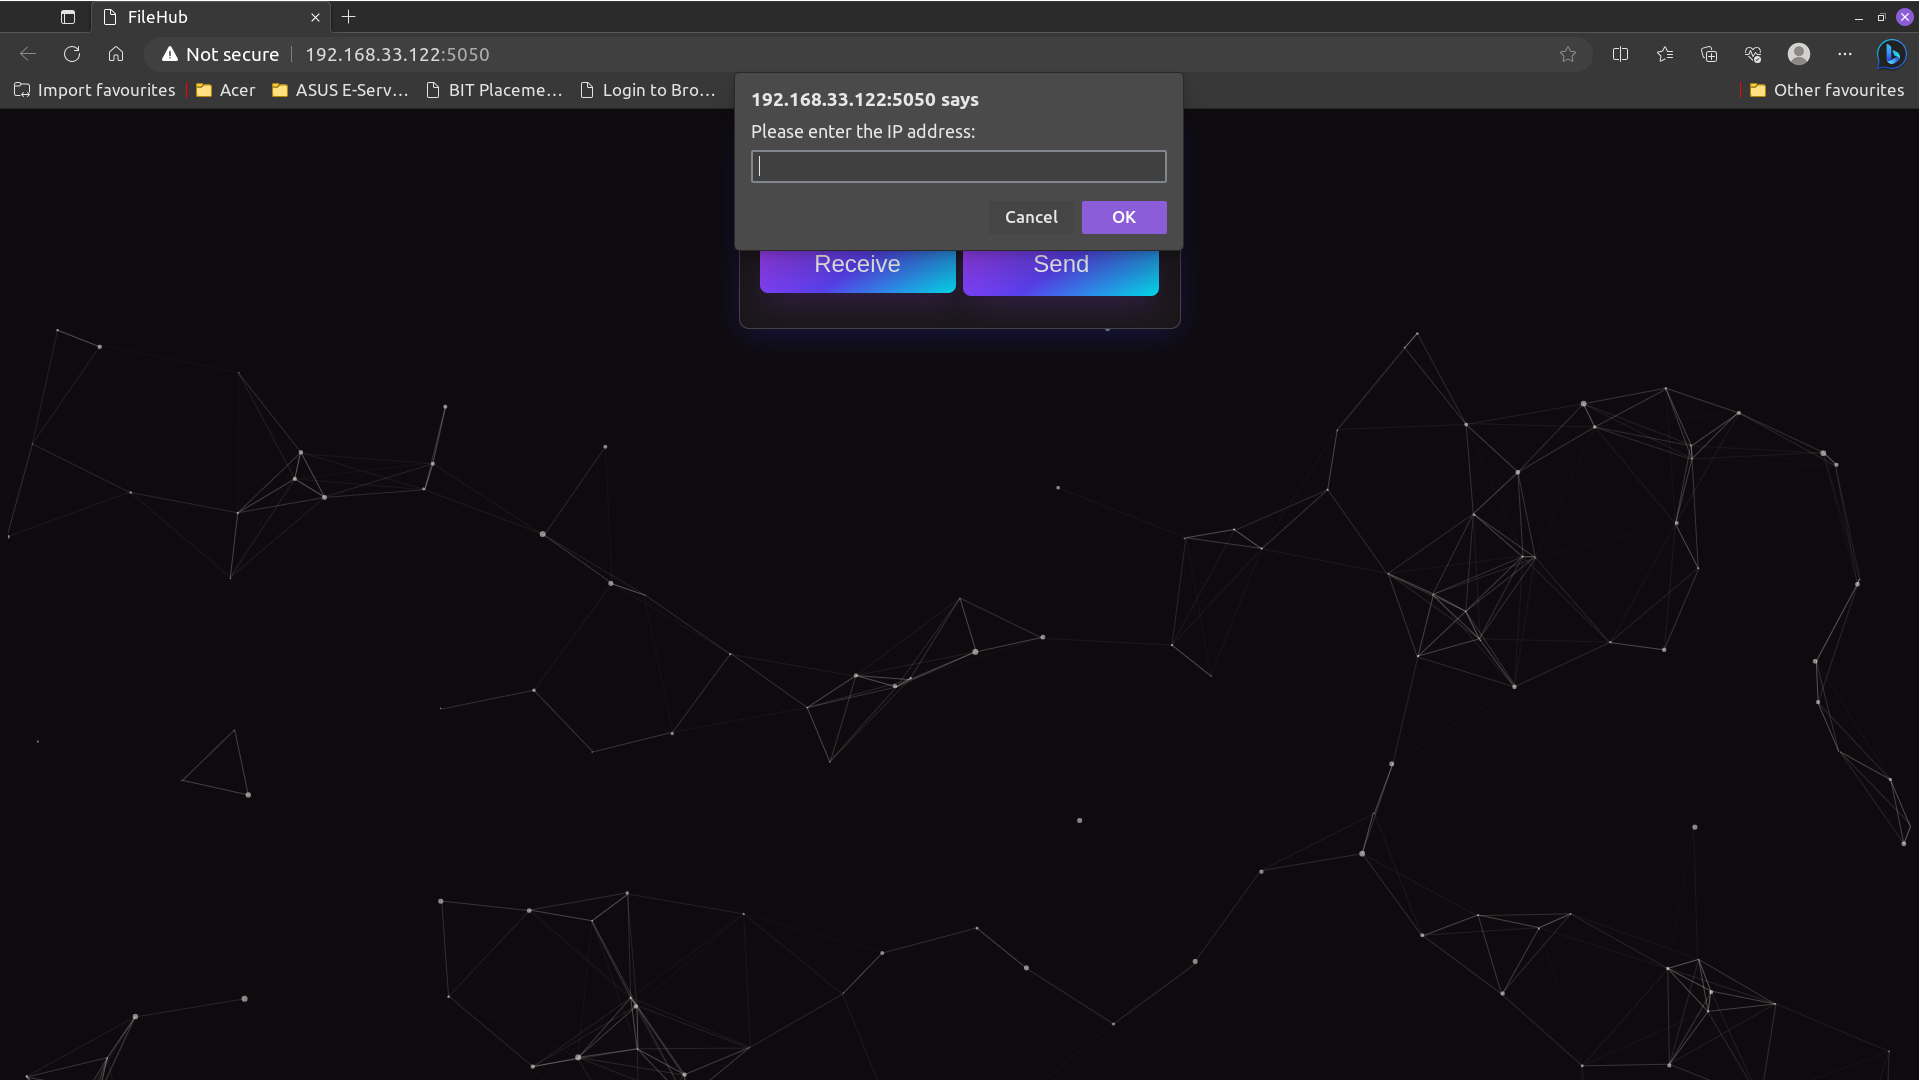 FileHub
Not secure 192.168.33.122:5050
Import favourites Acer ASUS E-Serv... BIT Placeme... Login to Bro... Other favourites
192.168.33.122:5050 says
Please enter the IP address:
Cancel OK
Receive Send